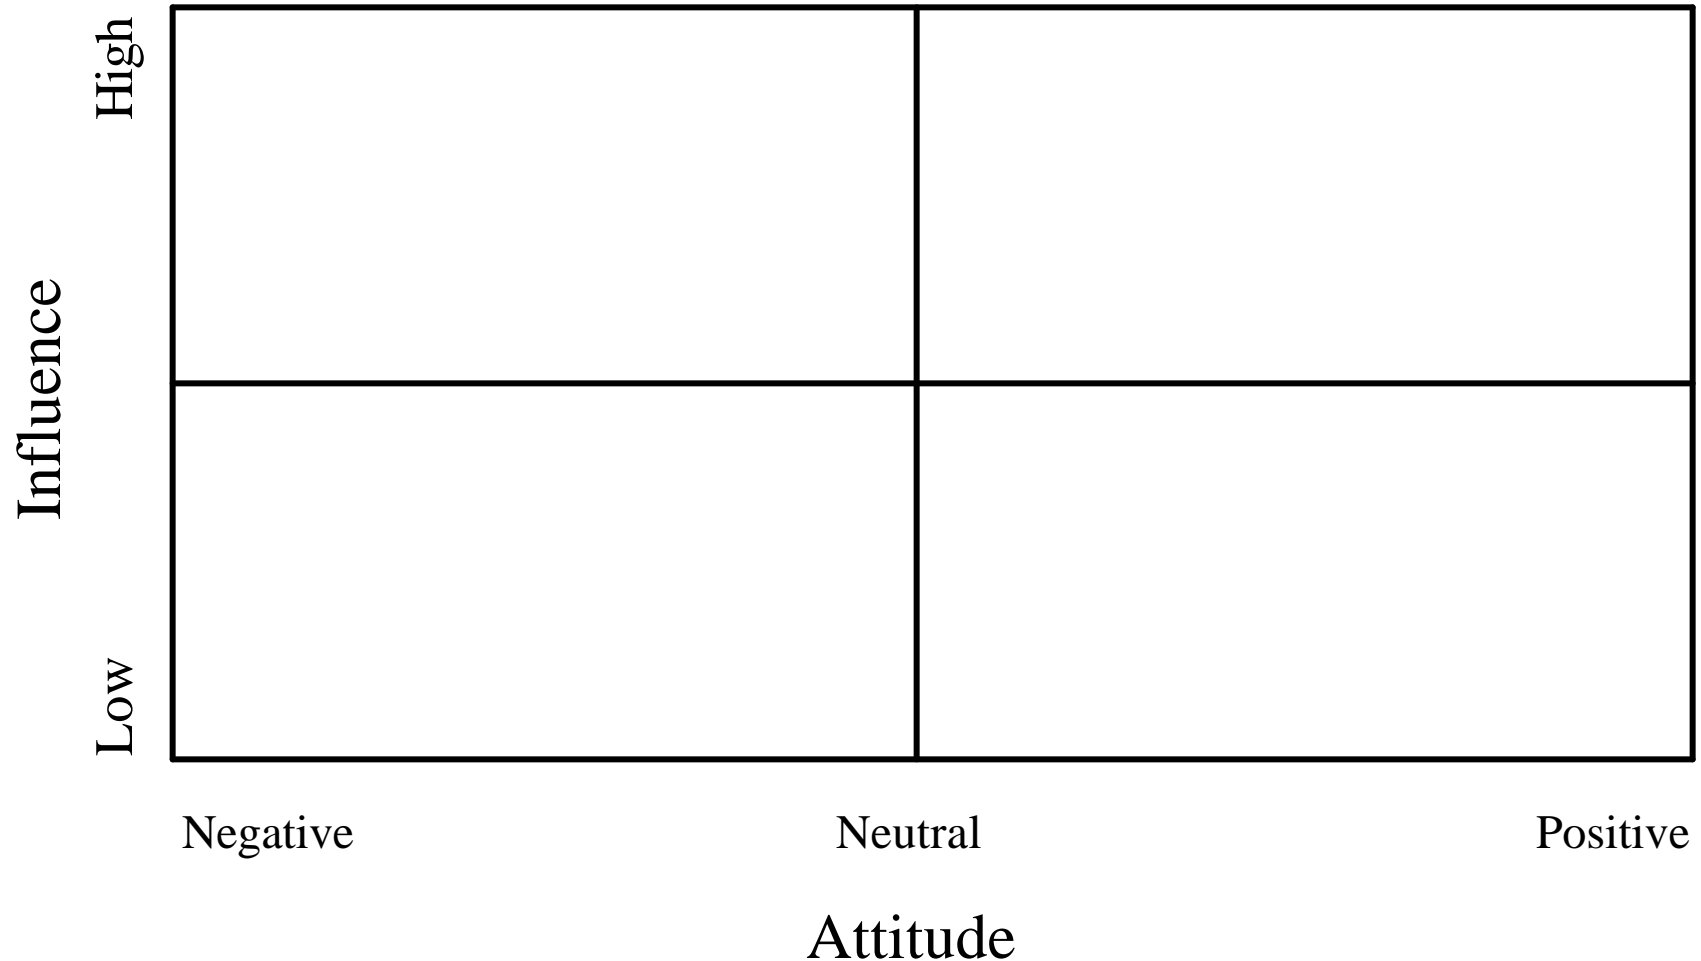 High
Influence
Low
Negative
Neutral
Positive
Attitude